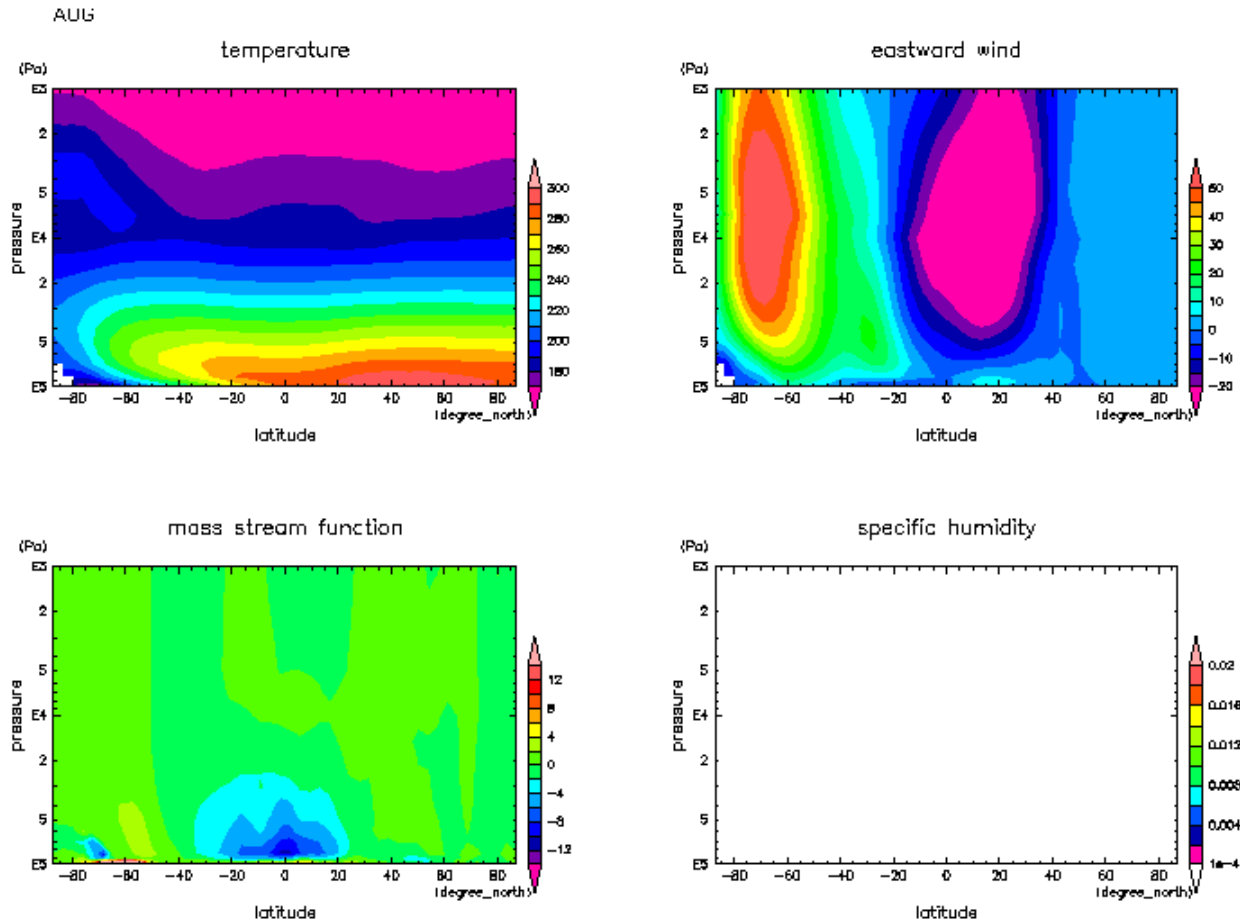 AUG
temperature
(Pa)
E3
2
5
E4
2
5
E5
pressure
-80 -60 -40 -20 0 20 40 60 80
(degree_north)
latitude
300
280
260
240
220
200
180
eastward wind
(Pa)
E3
2
5
E4
2
5
E5
pressure
-80 -60 -40 -20 0 20 40 60 80
(degree_north)
latitude
50
40
30
20
10
0
-10
-20
mass stream function
(Pa)
E3
2
5
E4
2
5
E5
pressure
-80 -60 -40 -20 0 20 40 60 80
(degree_north)
latitude
12
8
4
0
-4
-8
-12
specific humidity
(Pa)
E3
2
5
E4
2
5
E5
pressure
-80 -60 -40 -20 0 20 40 60 80
(degree_north)
latitude
0.02
0.016
0.012
0.008
0.004
1e-4